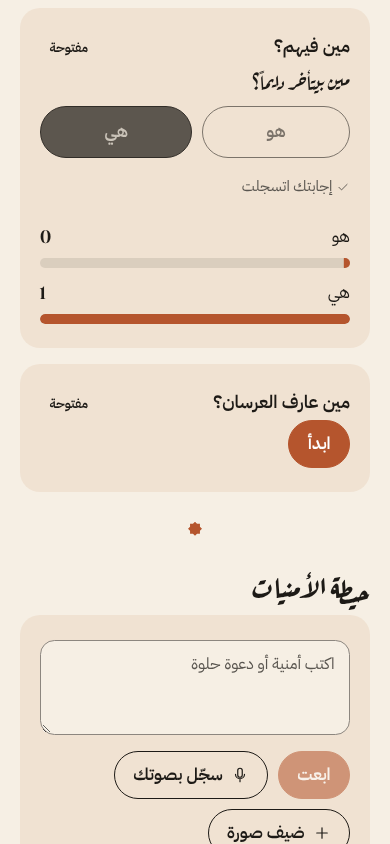 مين فيهم؟
مفتوحة
مين بيتأخر دايماً؟
هو
هي
إجابتك اتسجلت
هو
0
هي
1
مين عارف العرسان؟
مفتوحة
ابدأ
حيطة الأمنيات
اكتب أمنية أو دعوة حلوة
ابعت
سجّل بصوتك
ضيف صورة